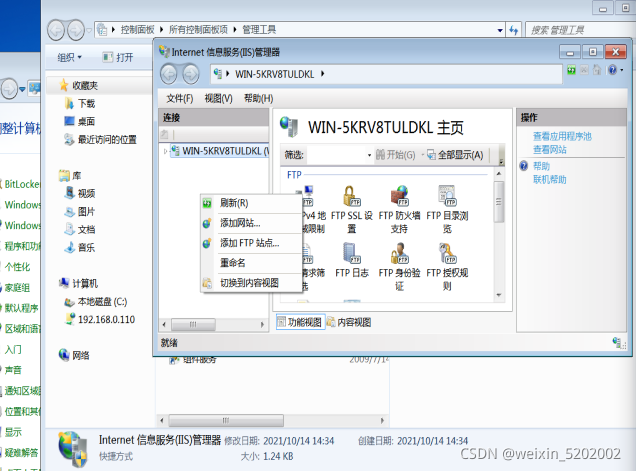 控制面板 ▸ 所有控制面板项 ▸ 管理工具
搜索 管理工具
组织 打开
收藏夹
下载
桌面
最近访问的位置
库
视频
图片
文档
音乐
计算机
本地磁盘 (C:)
192.168.0.110
网络
整计算机
BitLocker
Windows
Windows
程序和功
个性化
家庭组
默认程序
区域和语言
入门
声音
通知区域
位置和其
显示
疑难解答
Internet 信息服务(IIS)管理器
WIN-5KRV8TULDKL
文件(F) 视图(V) 帮助(H)
连接
WIN-5KRV8TULDKL (W
刷新(R)
添加网站...
添加 FTP 站点...
重命名
切换到内容视图
WIN-5KRV8TULDKL 主页
筛选: 开始(G) 全部显示(A)
FTP
Pv4 地 FTP SSL 设 FTP 防火墙 FTP 目录浏
域限制 置 支持 览
请求筛 FTP 日志 FTP 身份验 FTP 授权规
选 证 则
功能视图 内容视图
操作
查看应用程序池
查看网站
帮助
联机帮助
就绪
组件服务 2009/7/14
Internet 信息服务(IIS)管理器 修改日期: 2021/10/14 14:34 创建日期: 2021/10/14 14:34
快捷方式 大小: 1.24 KB
CSDN @weixin_5202002